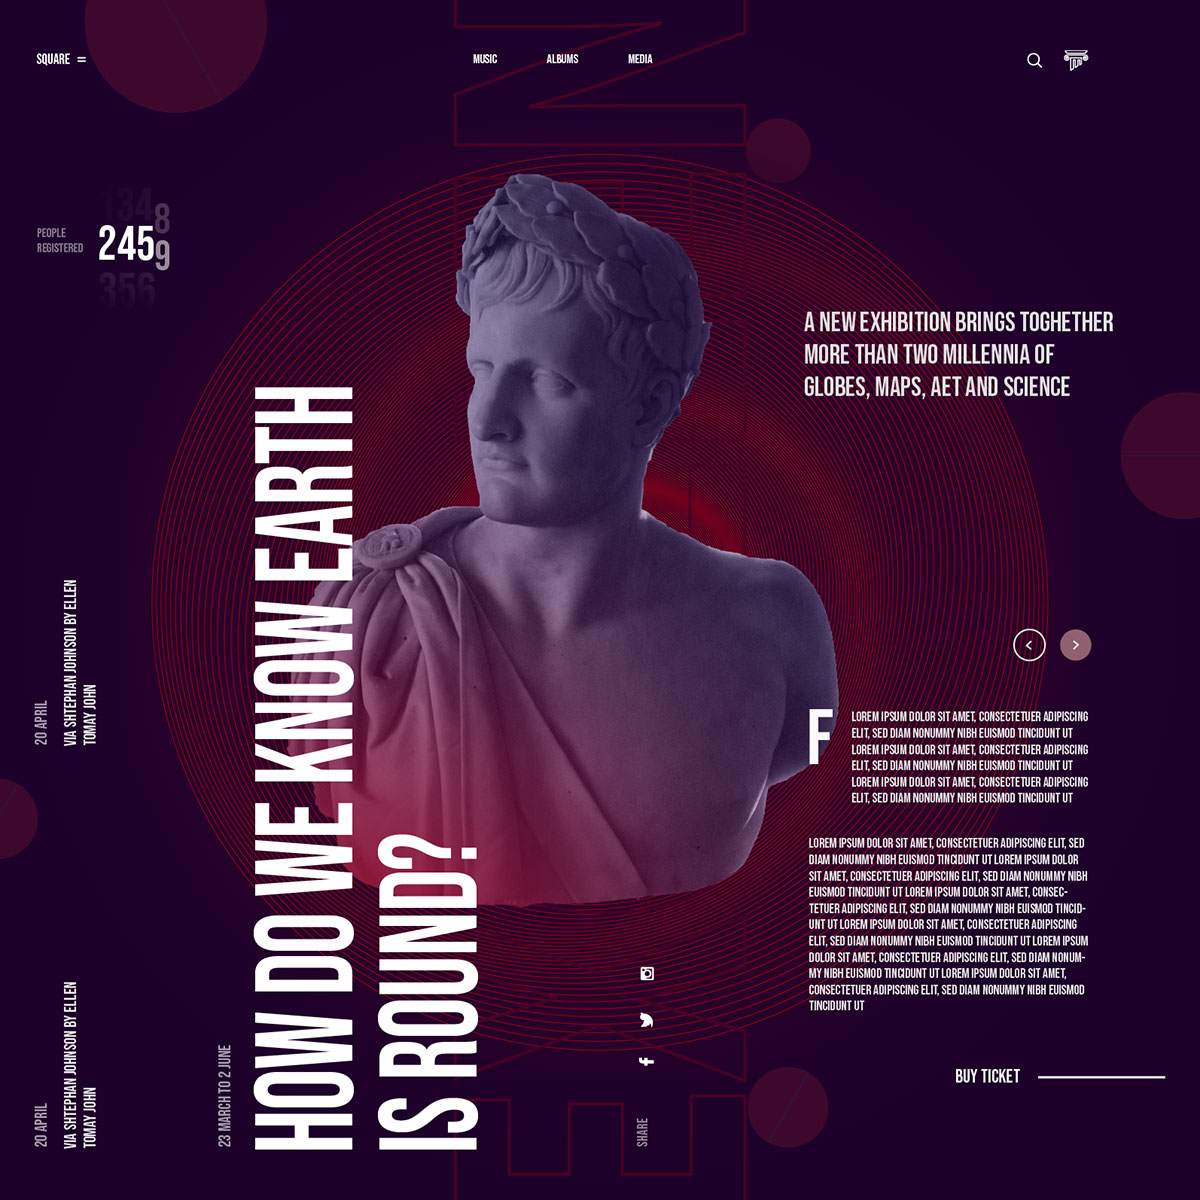 SQUARE =
MUSIC
ALBUMS
MEDIA
PEOPLE
REGISTERED
134
8
245
9
356
A NEW EXHIBITION BRINGS TOGHETHER
MORE THAN TWO MILLENNIA OF
GLOBES, MAPS, AET AND SCIENCE
HOW DO WE KNOW EARTH
IS ROUND?
20 APRIL
VIA SHTEPHAN JOHNSON BY ELLEN
TOMAY JOHN
20 APRIL
VIA SHTEPHAN JOHNSON BY ELLEN
TOMAY JOHN
23 MARCH TO 2 JUNE
SHARE
F
LOREM IPSUM DOLOR SIT AMET, CONSECTETUER ADIPISCING
ELIT, SED DIAM NONUMMY NIBH EUISMOD TINCIDUNT UT
LOREM IPSUM DOLOR SIT AMET, CONSECTETUER ADIPISCING
ELIT, SED DIAM NONUMMY NIBH EUISMOD TINCIDUNT UT
LOREM IPSUM DOLOR SIT AMET, CONSECTETUER ADIPISCING
ELIT, SED DIAM NONUMMY NIBH EUISMOD TINCIDUNT UT
LOREM IPSUM DOLOR SIT AMET, CONSECTETUER ADIPISCING ELIT, SED
DIAM NONUMMY NIBH EUISMOD TINCIDUNT UT LOREM IPSUM DOLOR
SIT AMET, CONSECTETUER ADIPISCING ELIT, SED DIAM NONUMMY NIBH
EUISMOD TINCIDUNT UT LOREM IPSUM DOLOR SIT AMET, CONSEC-
TETUER ADIPISCING ELIT, SED DIAM NONUMMY NIBH EUISMOD TINCID-
UNT UT LOREM IPSUM DOLOR SIT AMET, CONSECTETUER ADIPISCING
ELIT, SED DIAM NONUMMY NIBH EUISMOD TINCIDUNT UT LOREM IPSUM
DOLOR SIT AMET, CONSECTETUER ADIPISCING ELIT, SED DIAM NONUM-
MY NIBH EUISMOD TINCIDUNT UT LOREM IPSUM DOLOR SIT AMET,
CONSECTETUER ADIPISCING ELIT, SED DIAM NONUMMY NIBH EUISMOD
TINCIDUNT UT
BUY TICKET